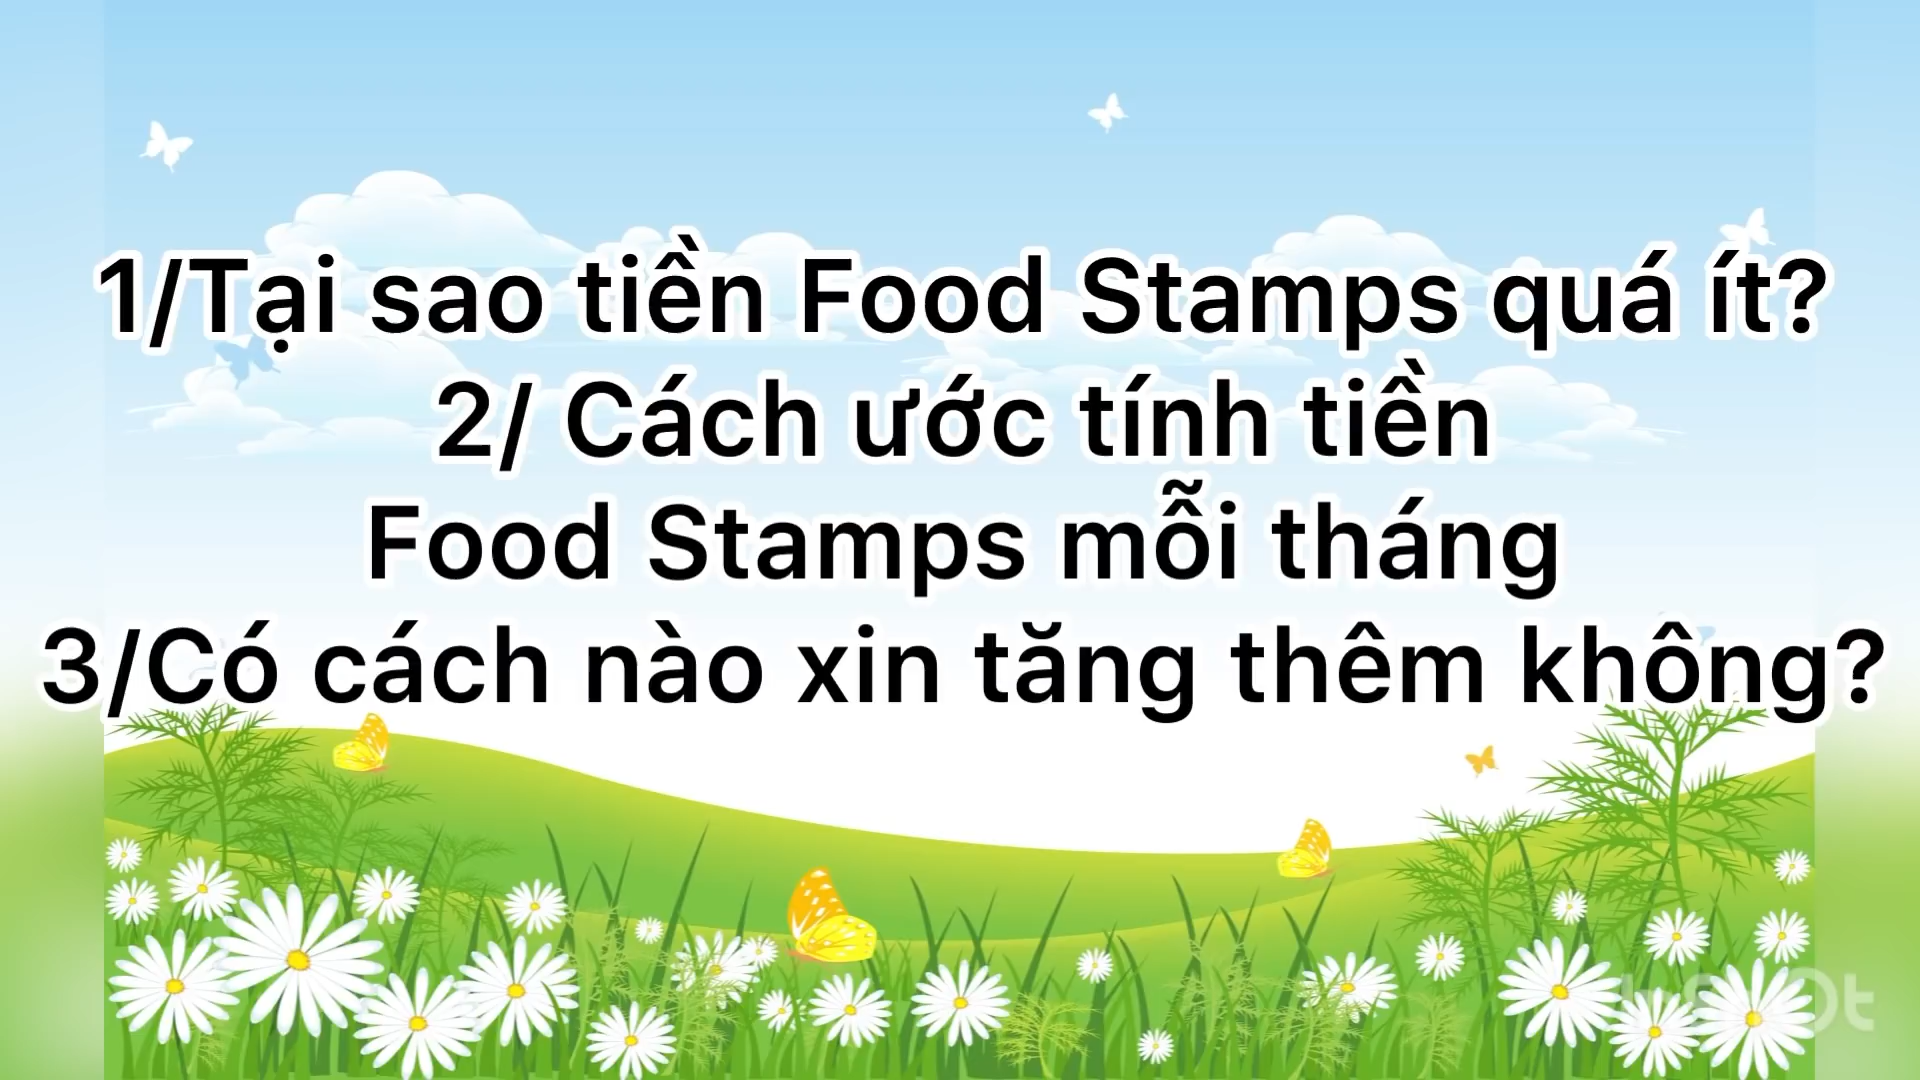 1/Tại sao tiền Food Stamps quá ít?
2/ Cách ước tính tiền
Food Stamps mỗi tháng
3/Có cách nào xin tăng thêm không?